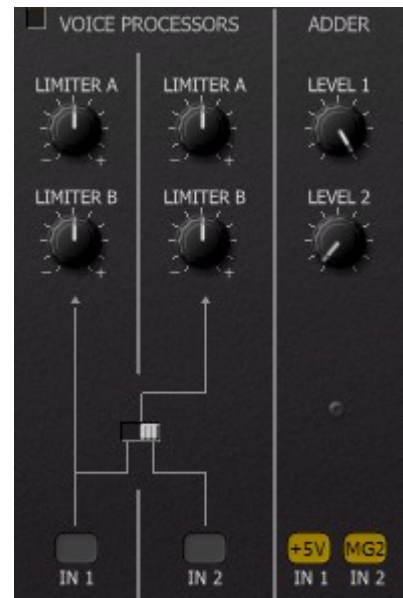 VOICE PROCESSORS ADDER
LIMITER A LIMITER A LEVEL 1
- + - +
LIMITER B LIMITER B LEVEL 2
- + - +
+5V MG2
IN 1 IN 2 IN 1 IN 2